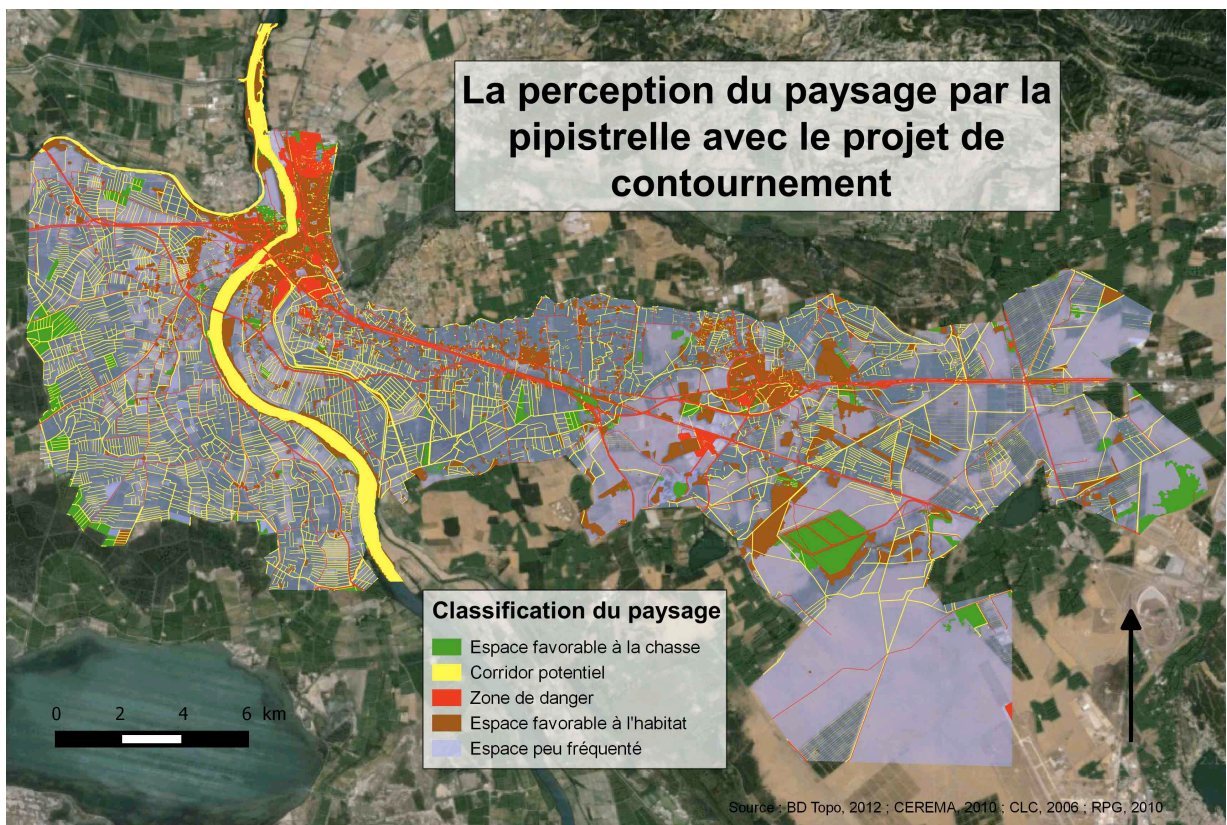 La perception du paysage par la
pipistrelle avec le projet de
contournement
Classification du paysage
Espace favorable à la chasse
Corridor potentiel
Zone de danger
Espace favorable à l'habitat
Espace peu fréquenté
0 2 4 6 km
Source : BD Topo, 2012 ; CEREMA, 2010 ; CLC, 2006 ; RPG, 2010